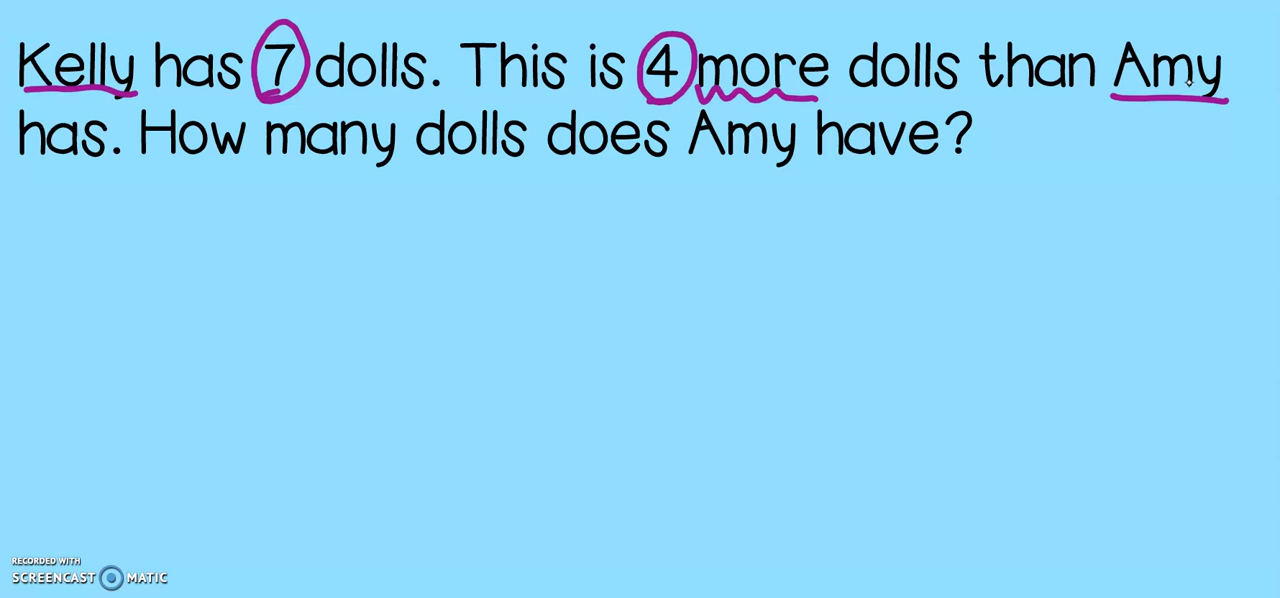 Kelly has 7 dolls. This is 4 more dolls than Amy
has. How many dolls does Amy have?
RECORDED WITH
SCREENCAST MATIC